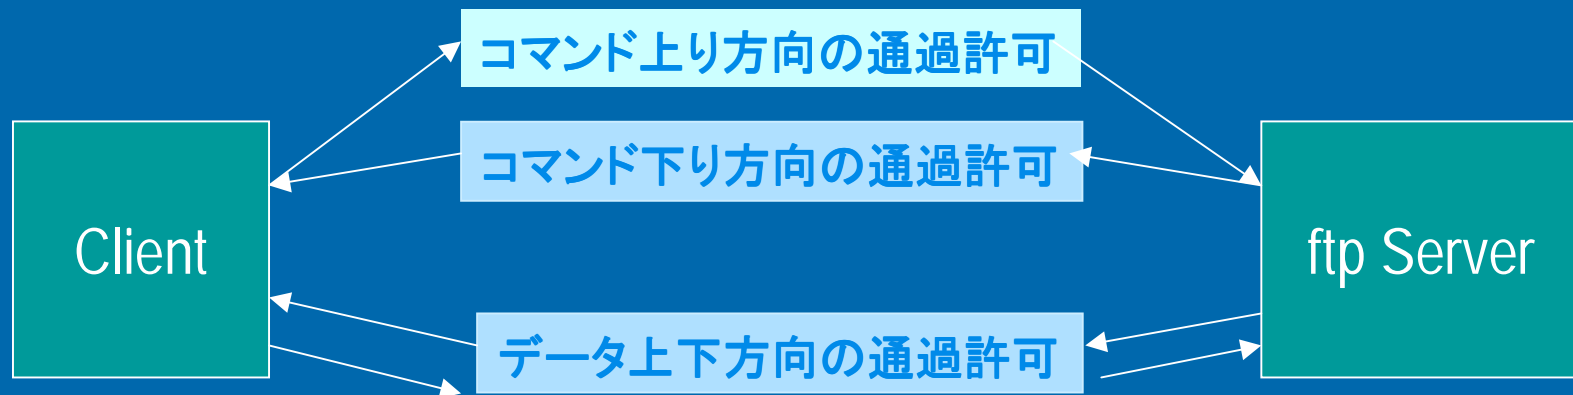 コマンド上り方向の通過許可
コマンド下り方向の通過許可
Client
ftp Server
データ上下方向の通過許可